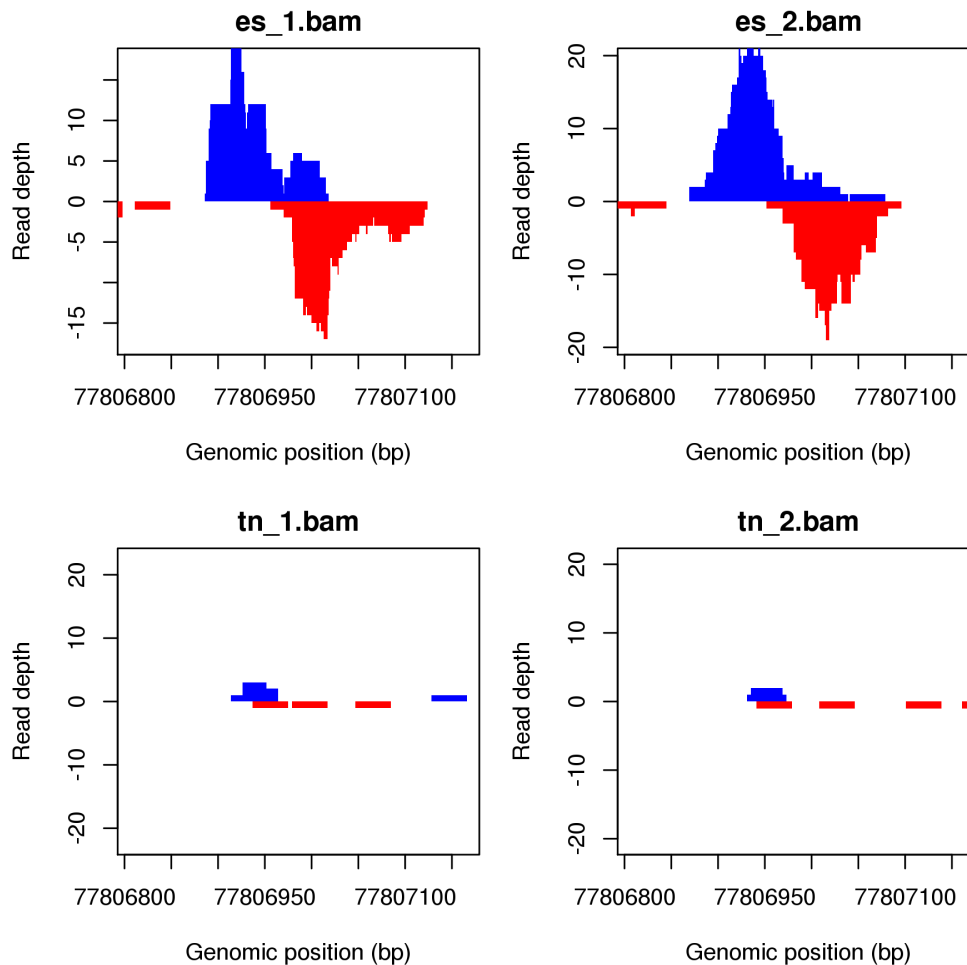 es_1.bam
Read depth
10
5
0
-5
-15
77806800 77806950 77807100
Genomic position (bp)
es_2.bam
Read depth
20
10
0
-10
-20
77806800 77806950 77807100
Genomic position (bp)
tn_1.bam
Read depth
20
10
0
-10
-20
77806800 77806950 77807100
Genomic position (bp)
tn_2.bam
Read depth
20
10
0
-10
-20
77806800 77806950 77807100
Genomic position (bp)